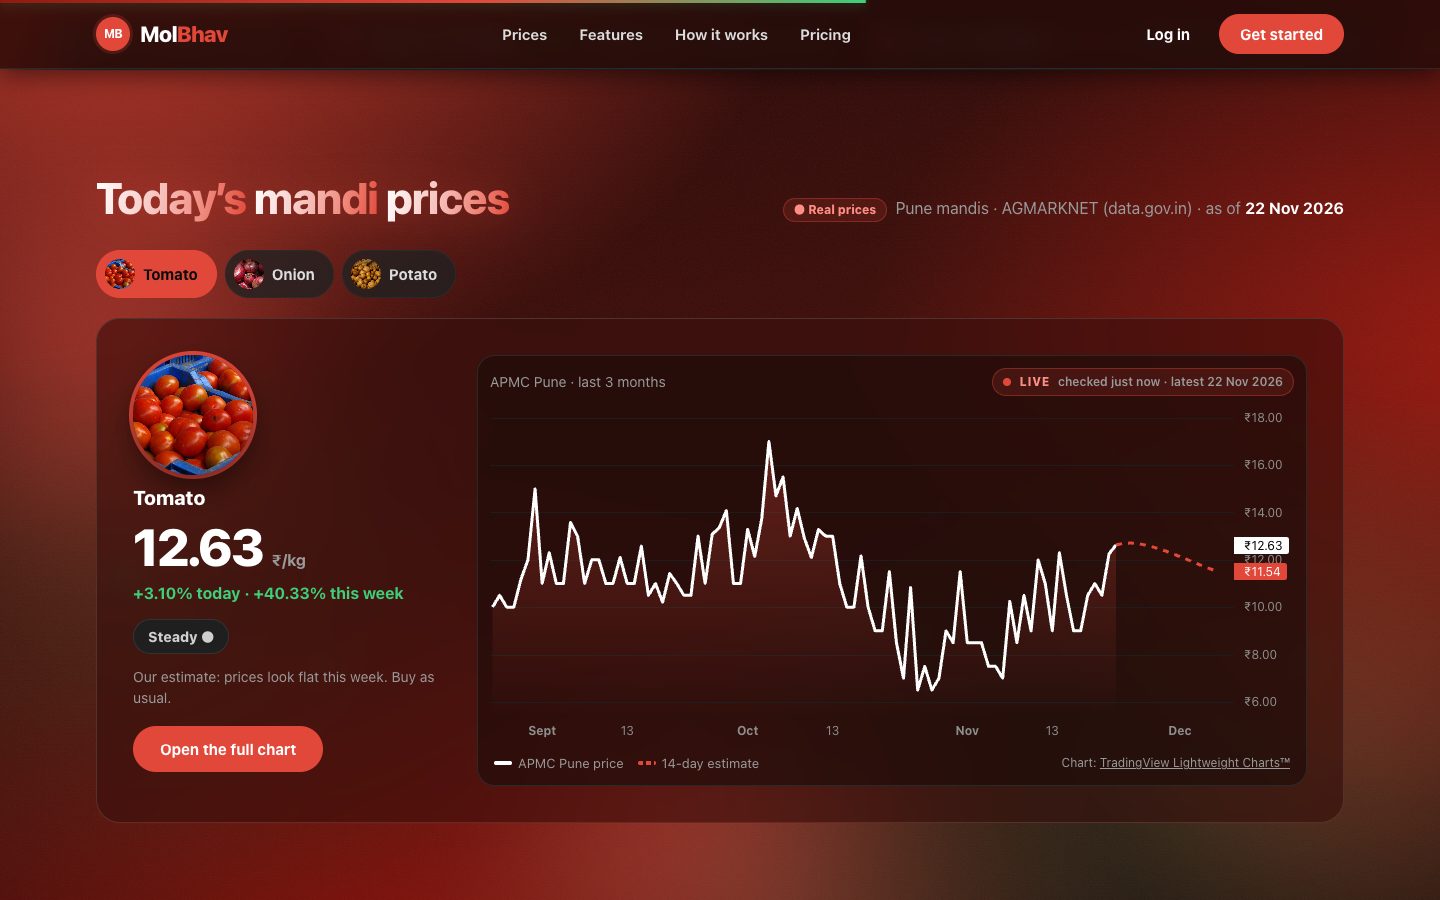 MB MolBhav
Prices Features How it works Pricing
Log in Get started
Today's mandi prices
Real prices Pune mandis · AGMARKNET (data.gov.in) · as of 22 Nov 2026
Tomato Onion Potato
Tomato
12.63 ₹/kg
+3.10% today · +40.33% this week
Steady
Our estimate: prices look flat this week. Buy as
usual.
Open the full chart
APMC Pune · last 3 months
LIVE checked just now · latest 22 Nov 2026
₹18.00
₹16.00
₹14.00
₹12.63
₹12.00
₹11.54
₹10.00
₹8.00
₹6.00
Sept 13 Oct 13 Nov 13 Dec
APMC Pune price 14-day estimate
Chart: TradingView Lightweight Charts™